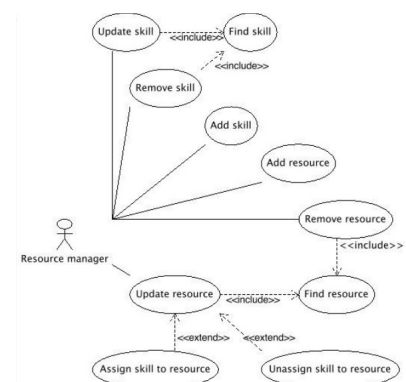 Update skill
<<include>>
Find skill
<<include>>
Remove skill
Add skill
Add resource
Remove resource
<<include>>
Resource manager
Update resource
<<include>>
Find resource
<<extend>>
<<extend>>
Assign skill to resource
Unassign skill to resource